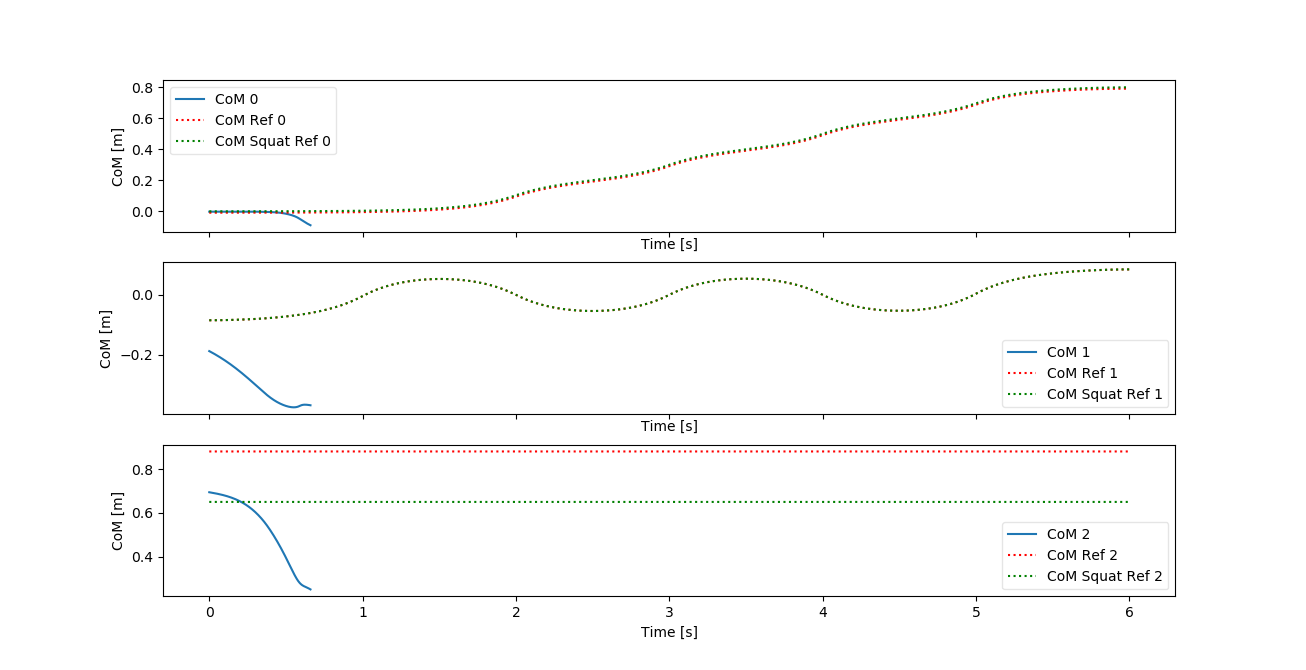 CoM [m]
0.8
0.6
0.4
0.2
0.0
CoM 0
CoM Ref 0
CoM Squat Ref 0
Time [s]
CoM [m]
0.0
−0.2
CoM 1
CoM Ref 1
CoM Squat Ref 1
Time [s]
CoM [m]
0.8
0.6
0.4
CoM 2
CoM Ref 2
CoM Squat Ref 2
0 1 2 3 4 5 6
Time [s]